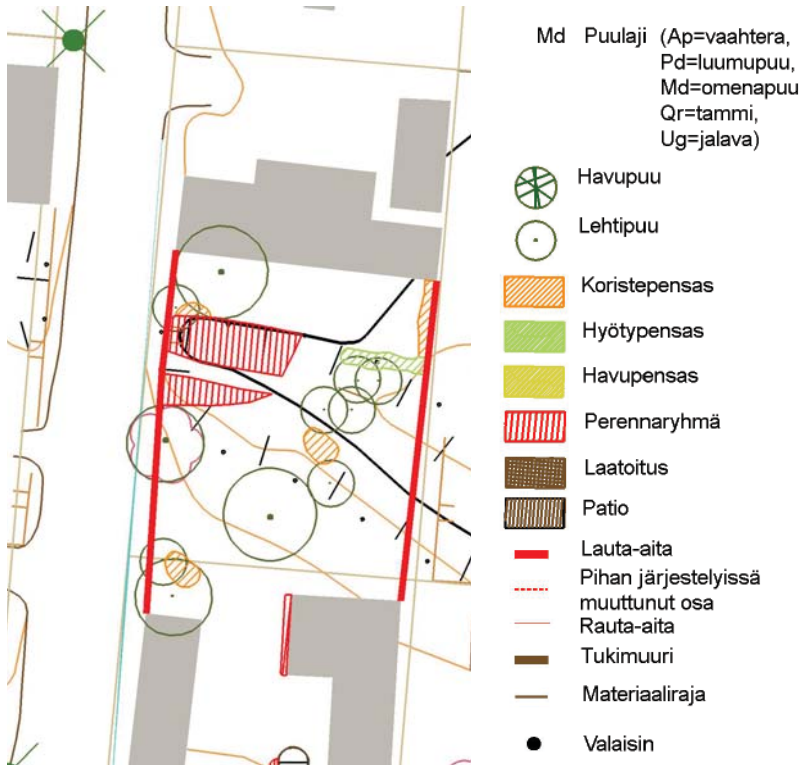 Md Puulaji (Ap=vaahtera,
Pd=luumupuu,
Md=omenapuu
Qr=tammi,
Ug=jalava)
Havupuu
Lehtipuu
Koristepensas
Hyötypensas
Havupensas
Perennaryhmä
Laatoitus
Patio
Lauta-aita
Pihan järjestelyissä
muuttunut osa
Rauta-aita
Tukimuuri
Materiaaliraja
Valaisin